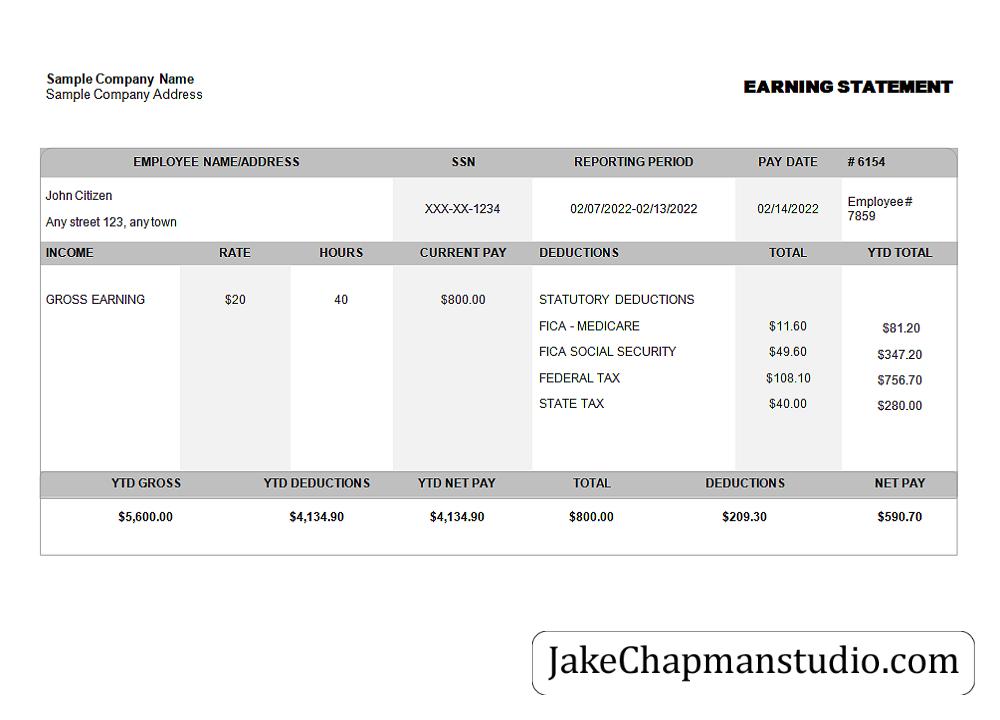 Sample Company Name
Sample Company Address
EARNING STATEMENT
EMPLOYEE NAME/ADDRESS SSN REPORTING PERIOD PAY DATE # 6154
John Citizen
Any street 123, any town
XXX-XX-1234 02/07/2022-02/13/2022 02/14/2022
Employee #
7859
INCOME RATE HOURS CURRENT PAY DEDUCTIONS TOTAL YTD TOTAL
GROSS EARNING $20 40 $800.00 STATUTORY DEDUCTIONS
FICA - MEDICARE $11.60 $81.20
FICA SOCIAL SECURITY $49.60 $347.20
FEDERAL TAX $108.10 $756.70
STATE TAX $40.00 $280.00
YTD GROSS YTD DEDUCTIONS YTD NET PAY TOTAL DEDUCTIONS NET PAY
$5,600.00 $4,134.90 $4,134.90 $800.00 $209.30 $590.70
JakeChapmanstudio.com